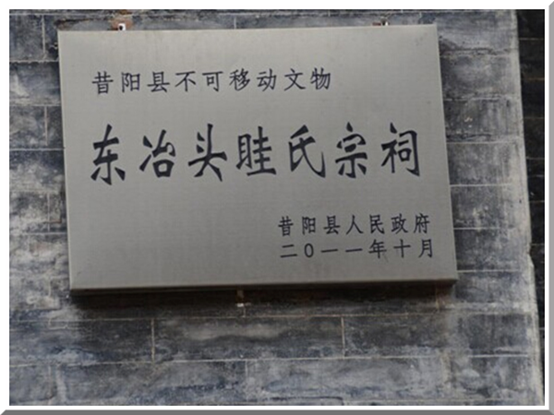 昔阳县不可移动文物
东冶头眭氏宗祠
昔阳县人民政府
二〇一一年十月